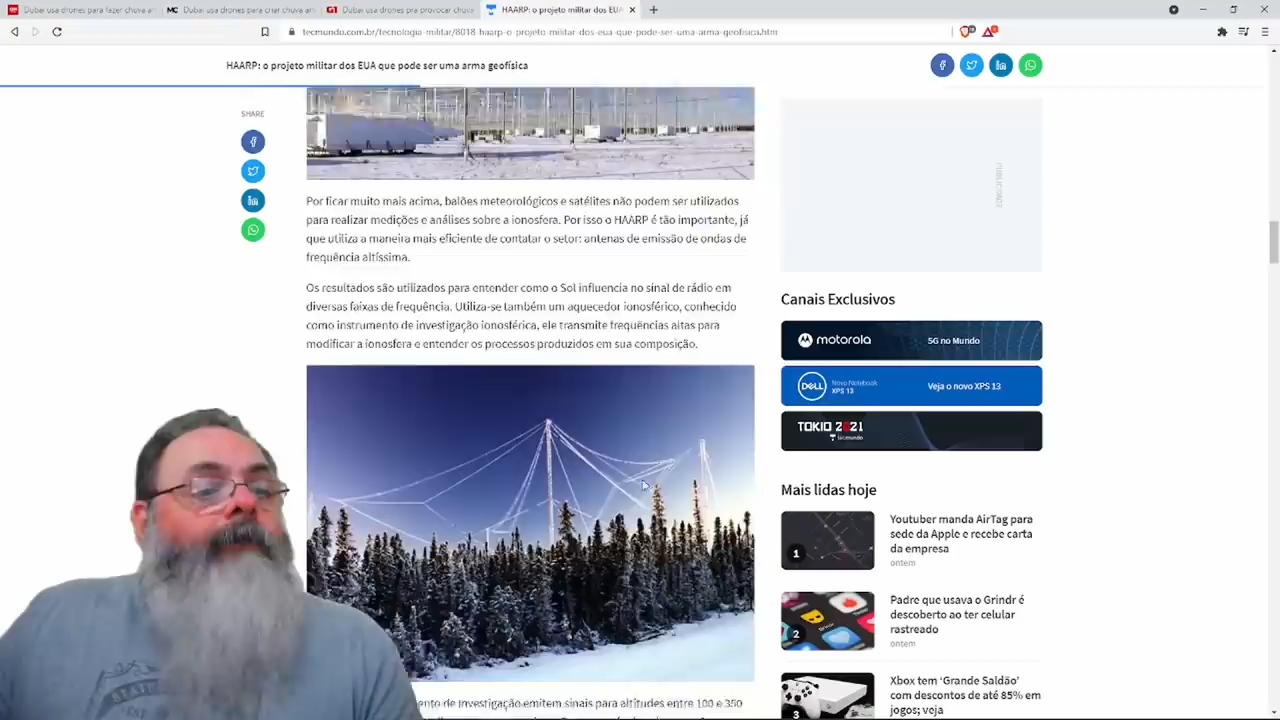 Dubai usa drones para fazer chuva ar
MC Dubai usa drones para criar chuva ar
G1 Dubai usa drones pra provocar chuva
HAARP: o projeto militar dos EUA
tecmundo.com.br/tecnologia-militar/8018-haarp-o-projeto-militar-dos-eua-que-pode-ser-uma-arma-geofisica.htm
HAARP: o projeto militar dos EUA que pode ser uma arma geofísica
SHARE
Por ficar muito mais acima, balões meteorológicos e satélites não podem ser utilizados
para realizar medições e análises sobre a ionosfera. Por isso o HAARP é tão importante, já
que utiliza a maneira mais eficiente de contatar o setor: antenas de emissão de ondas de
frequência altíssima.
Os resultados são utilizados para entender como o Sol influencia no sinal de rádio em
diversas faixas de frequência. Utiliza-se também um aquecedor ionosférico, conhecido
como instrumento de investigação ionosférica, ele transmite frequências altas para
modificar a ionosfera e entender os processos produzidos em sua composição.
ento de Investigação emitem sinais para altitudes entre 100 e 350
PUBLICIDADE
Canais Exclusivos
motorola
5G no Mundo
DELL
Novo Notebook
XPS 13
Veja o novo XPS 13
TOKIO 2021
tecmundo
Mais lidas hoje
1
Youtuber manda AirTag para
sede da Apple e recebe carta
da empresa
ontem
2
Padre que usava o Grindr é
descoberto ao ter celular
rastreado
ontem
3
Xbox tem ‘Grande Saldão’
com descontos de até 85% em
jogos; veja